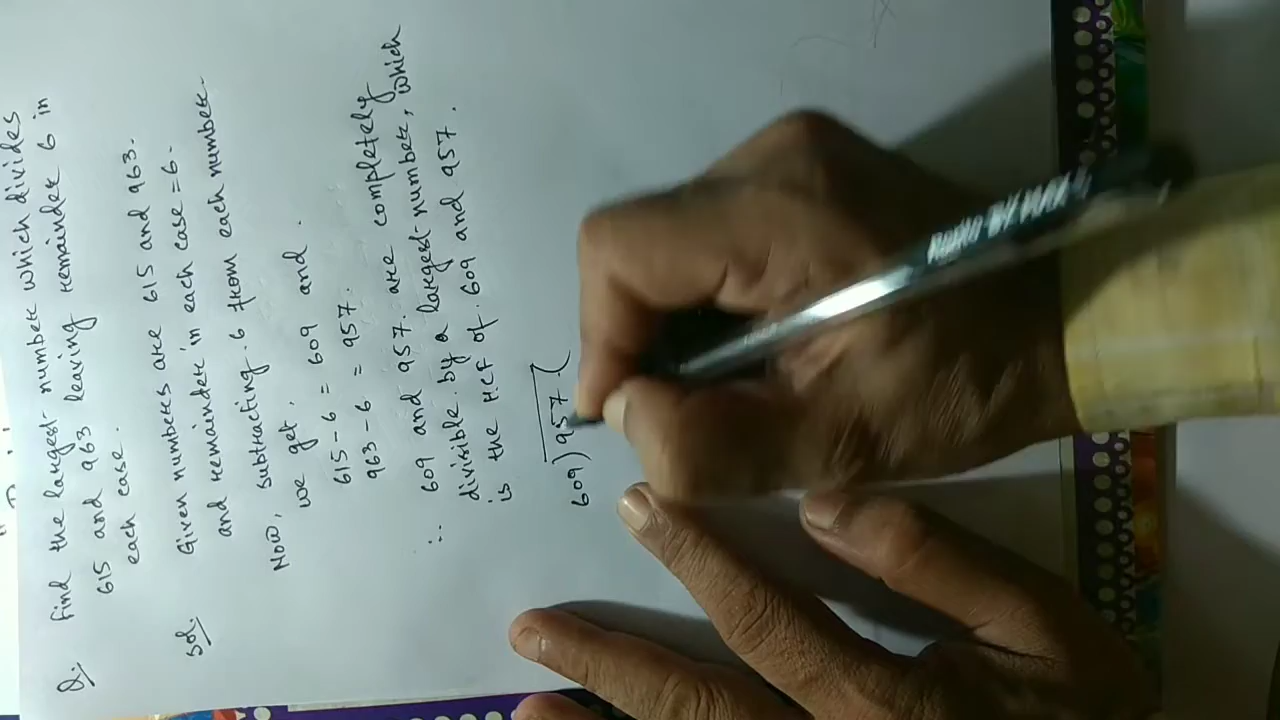 Q. Find the largest number which divides
615 and 963 leaving remainder 6 in
each case.
Sol. Given numbers are 615 and 963.
and remainder in each case = 6.
Now, subtracting 6 from each number.
we get, 609 and.
615 - 6 = 609 and.
963 - 6 = 957.
∴ 609 and 957. are completely
divisible by a largest number, which
is the H.C.F of. 609 and 957.
609) 957 (